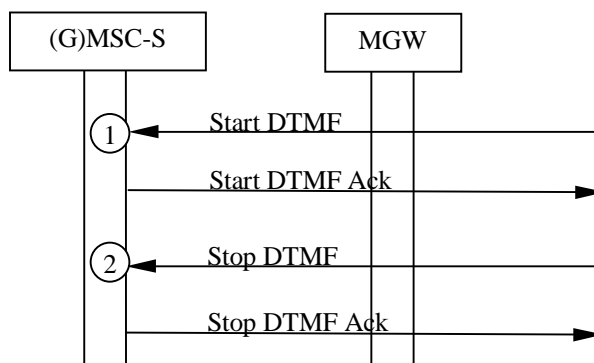 (G)MSC-S
MGW
1
Start DTMF
Start DTMF Ack
2
Stop DTMF
Stop DTMF Ack